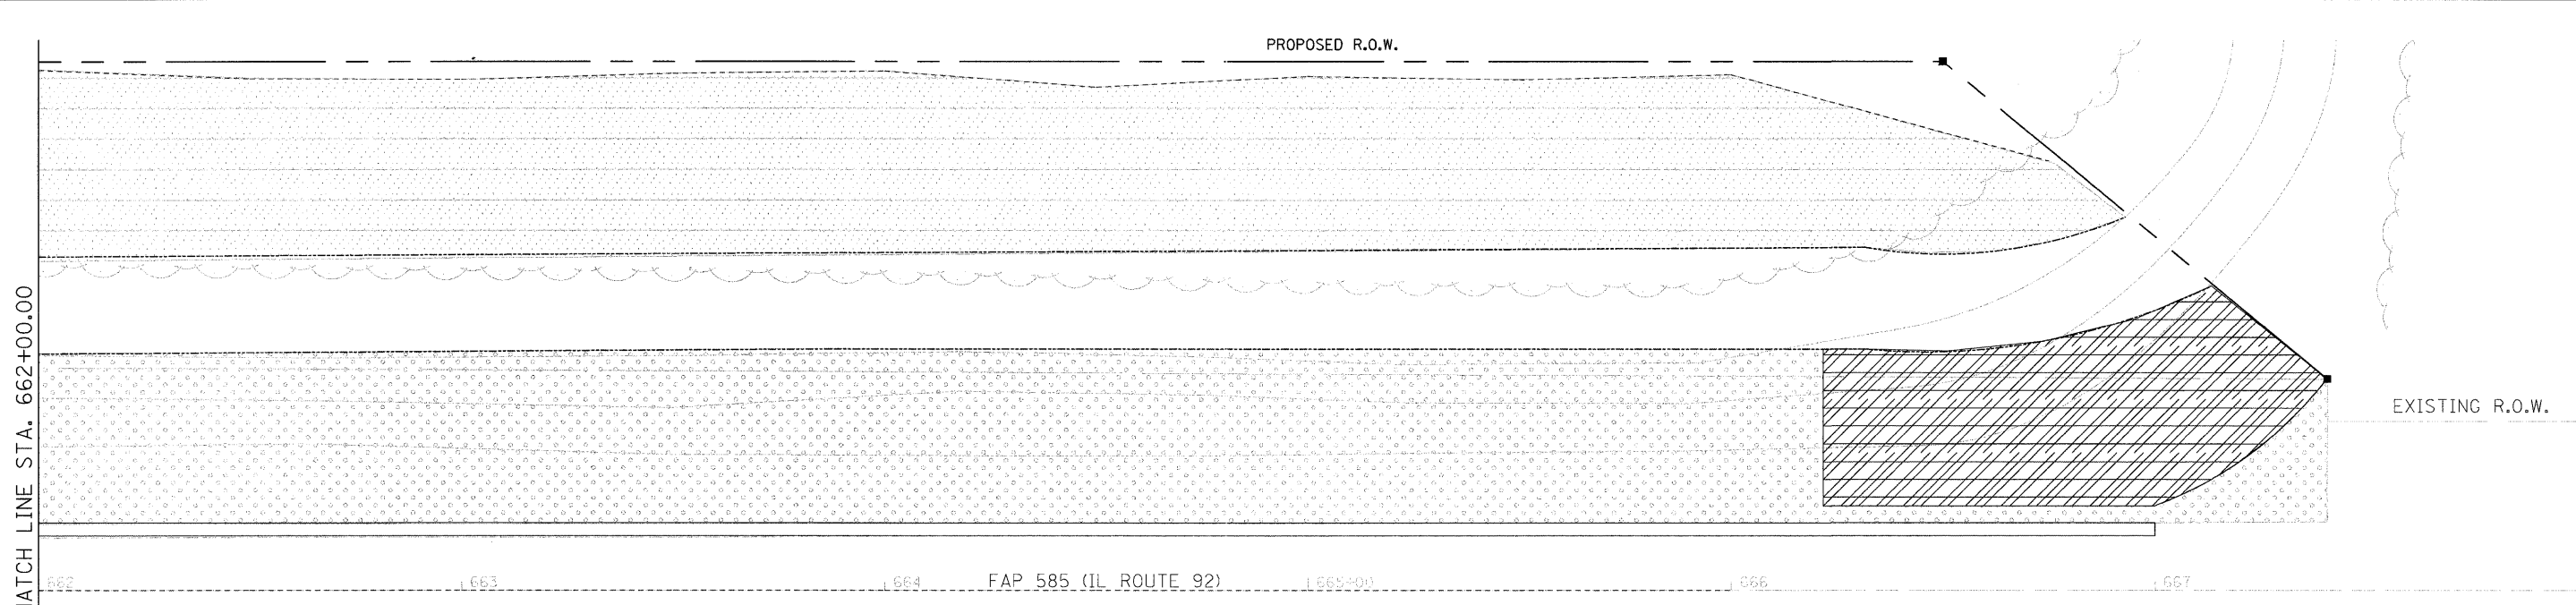 PROPOSED R.O.W.
MATCH LINE STA. 662+00.00
EXISTING R.O.W.
662 663 664 FAP 585 (IL ROUTE 92) 665+00 666 667